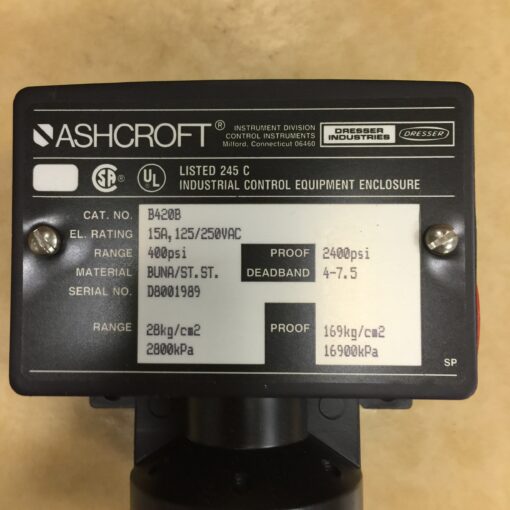 ASHCROFT®
INSTRUMENT DIVISION
CONTROL INSTRUMENTS
Milford, Connecticut 06460
DRESSER
INDUSTRIES
DRESSER
SA ®
UL
LISTED 245 C
INDUSTRIAL CONTROL EQUIPMENT ENCLOSURE
CAT. NO. B420B
EL. RATING 15A,125/250VAC
RANGE 400psi PROOF 2400psi
MATERIAL BUNA/ST.ST. DEADBAND 4-7.5
SERIAL NO. D8001989
RANGE 28kg/cm2 PROOF 169kg/cm2
2800kPa 16900kPa
SP